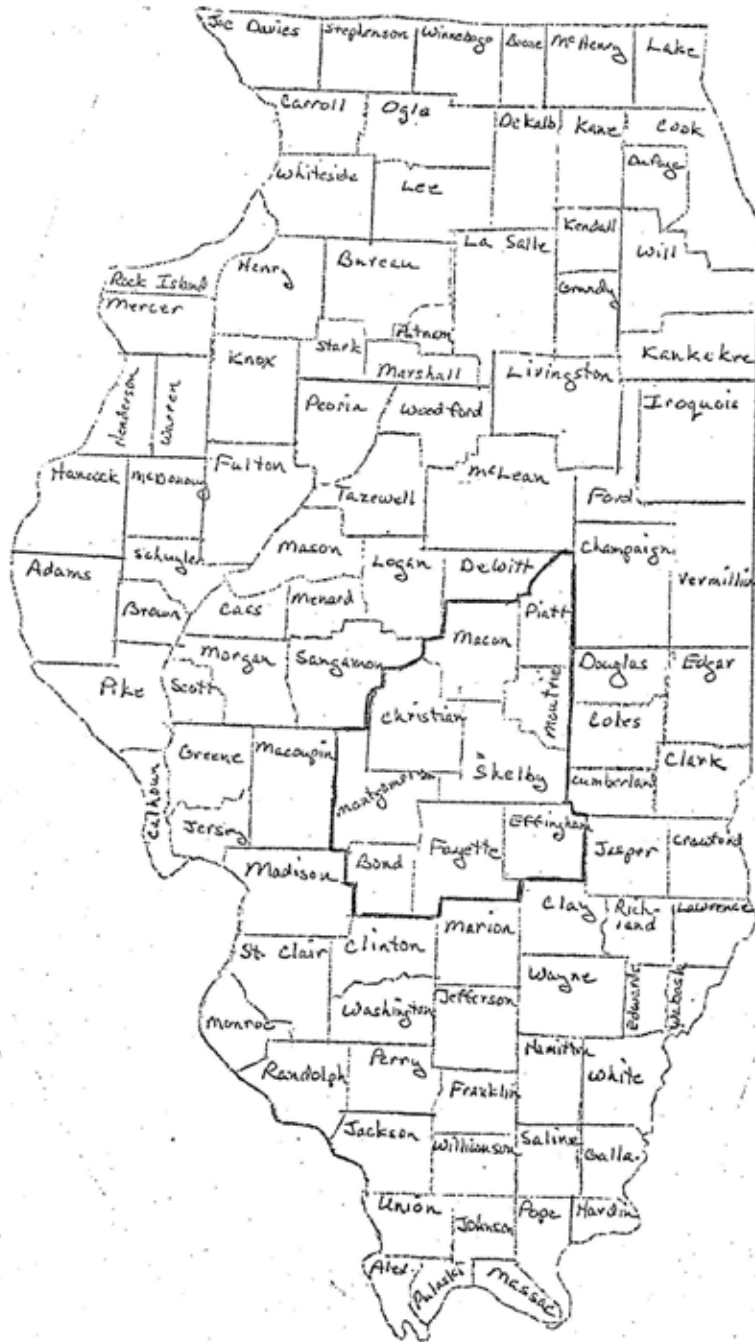 Joe Davies Stephenson Winnebago Boone McHenry Lake
Carroll Ogle DeKalb Kane Cook
DuPage
Whiteside Lee
Kendall
La Salle Will
Rock Island Henry Bureau
Grundy
Mercer
Putnam
Stark
Knox Marshall Livingston Kankakee
Peoria Woodford Iroquois
Henderson Warren
Hancock McDonoug Fulton McLean
Tazewell Ford
Schuyler Mason Champaign
Adams Logan DeWitt Vermillion
Brown Cass Menard Piatt
Macon
Morgan Sangamon Douglas Edgar
Pike Scott Moultrie
Christian Coles
Greene Macoupin Clark
Shelby Cumberland
Montgomery
Calhoun Jersey
Effingham
Fayette Jasper Crawford
Madison Bond
Clay Rich- Lawrence
Marion land
St. Clair Clinton
Wayne Edwards Wabash
Washington Jefferson
Monroe
Hamilton
Randolph Perry White
Franklin
Jackson Williamson Saline Galla.
Union Johnson Pope Hardin
Alex. Pulaski Massac